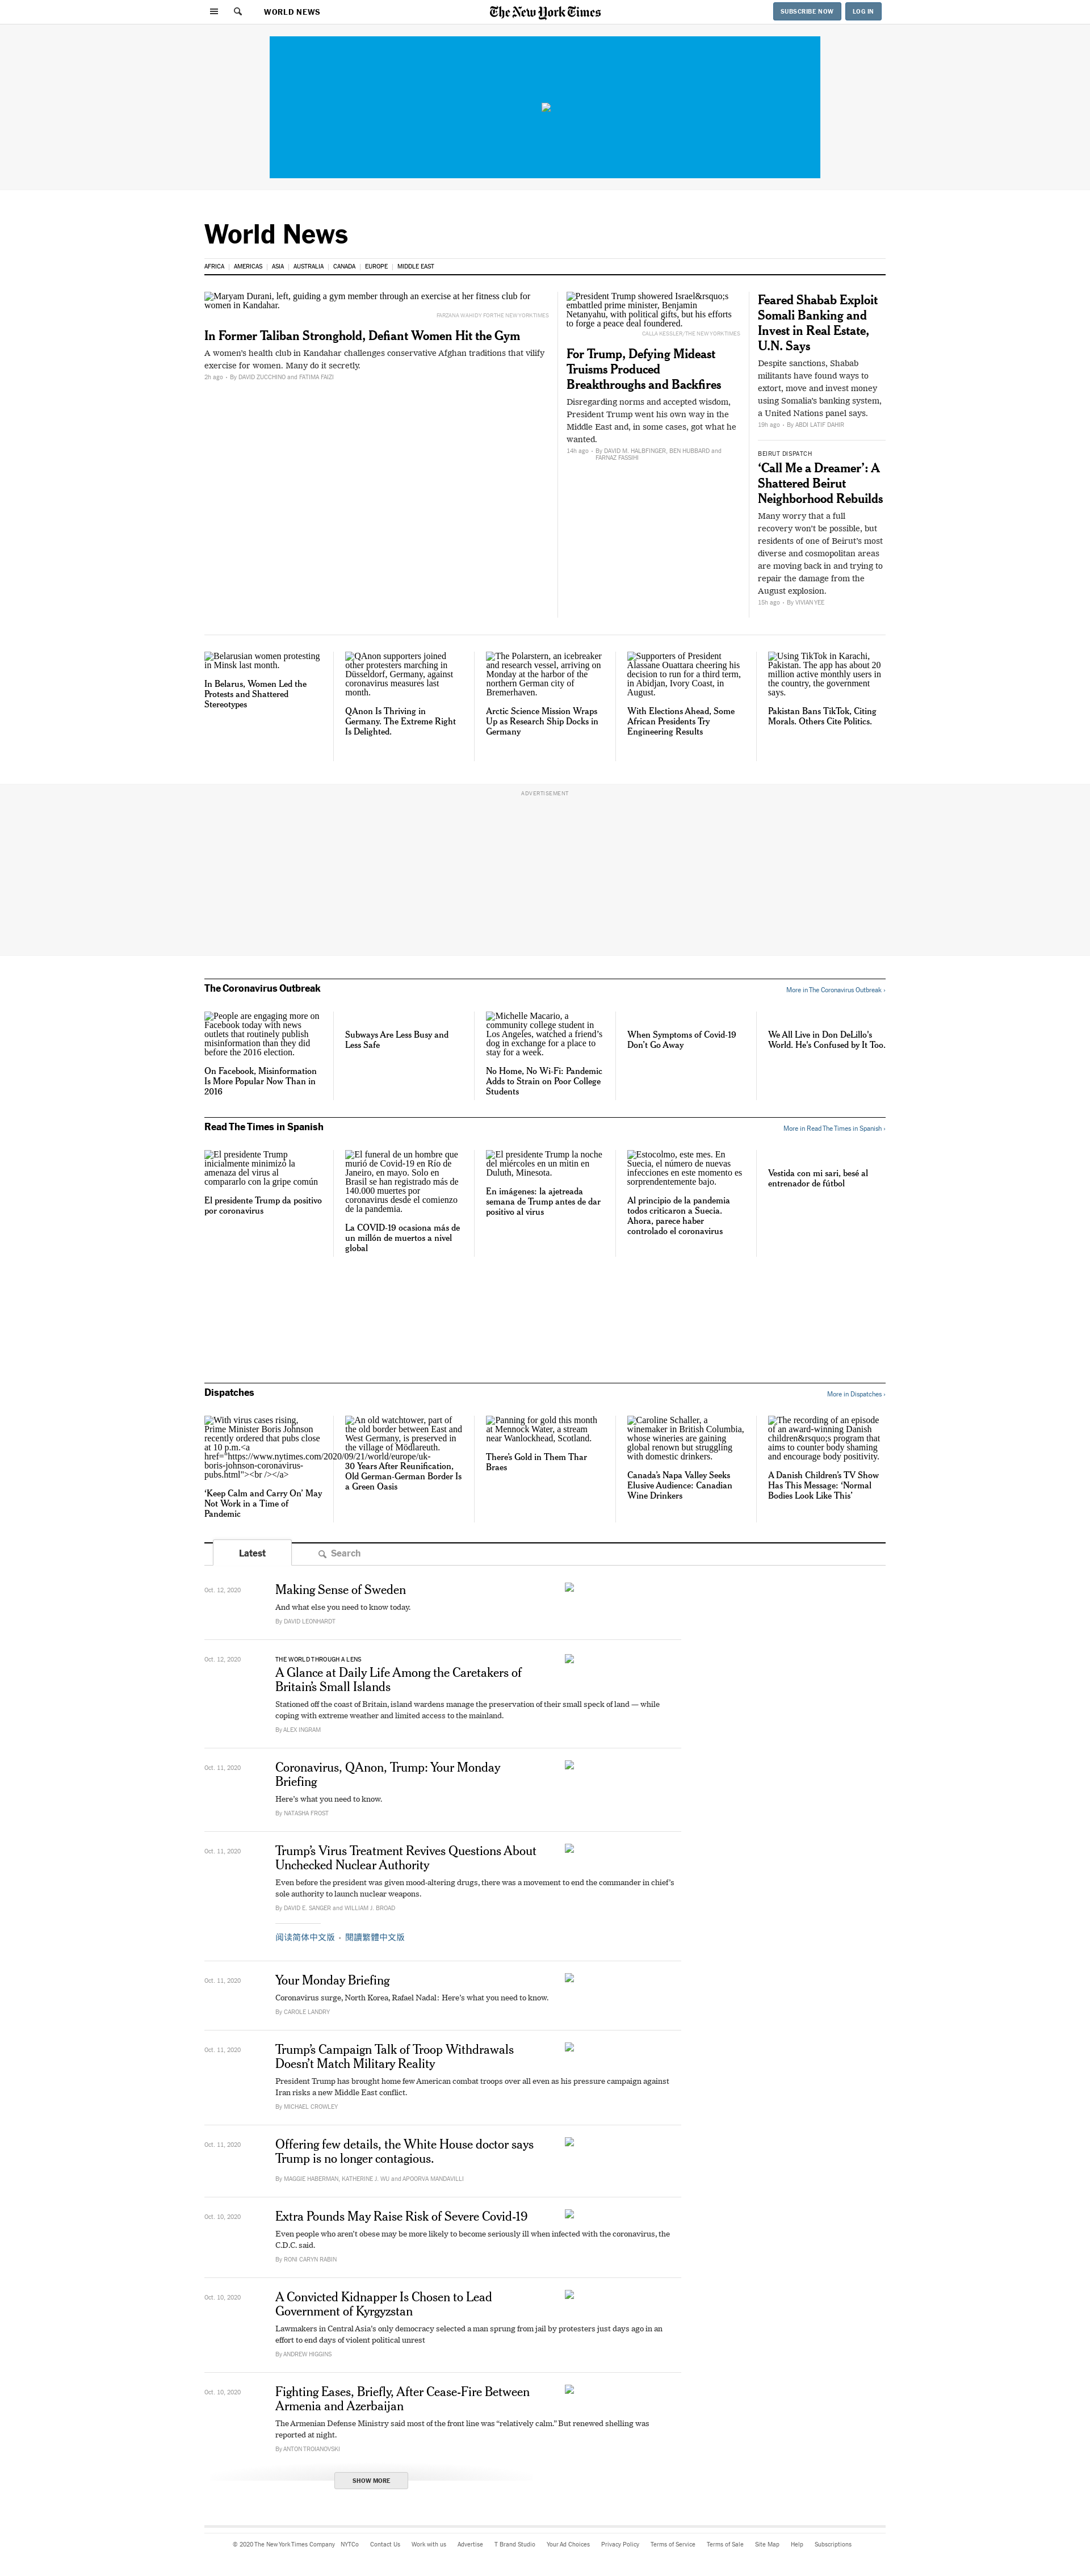 WORLD NEWS
The New York Times
SUBSCRIBE NOW
LOG IN
World News
AFRICA | AMERICAS | ASIA | AUSTRALIA | CANADA | EUROPE | MIDDLE EAST
Maryam Durani, left, guiding a gym member through an exercise at her fitness club for
women in Kandahar.
FARZANA WAHIDY FOR THE NEW YORK TIMES
In Former Taliban Stronghold, Defiant Women Hit the Gym
A women's health club in Kandahar challenges conservative Afghan traditions that vilify
exercise for women. Many do it secretly.
2h ago · By DAVID ZUCCHINO and FATIMA FAIZI
President Trump showered Israel&rsquo;s
embattled prime minister, Benjamin
Netanyahu, with political gifts, but his efforts
to forge a peace deal foundered.
CALLA KESSLER/THE NEW YORK TIMES
For Trump, Defying Mideast
Truisms Produced
Breakthroughs and Backfires
Disregarding norms and accepted wisdom,
President Trump went his own way in the
Middle East and, in some cases, got what he
wanted.
14h ago · By DAVID M. HALBFINGER, BEN HUBBARD and
FARNAZ FASSIHI
Feared Shabab Exploit
Somali Banking and
Invest in Real Estate,
U.N. Says
Despite sanctions, Shabab
militants have found ways to
extort, move and invest money
using Somalia's banking system,
a United Nations panel says.
19h ago · By ABDI LATIF DAHIR
BEIRUT DISPATCH
‘Call Me a Dreamer’: A
Shattered Beirut
Neighborhood Rebuilds
Many worry that a full
recovery won't be possible, but
residents of one of Beirut's most
diverse and cosmopolitan areas
are moving back in and trying to
repair the damage from the
August explosion.
15h ago · By VIVIAN YEE
Belarusian women protesting
in Minsk last month.
In Belarus, Women Led the
Protests and Shattered
Stereotypes
QAnon supporters joined
other protesters marching in
Düsseldorf, Germany, against
coronavirus measures last
month.
QAnon Is Thriving in
Germany. The Extreme Right
Is Delighted.
The Polarstern, an icebreaker
and research vessel, arriving on
Monday at the harbor of the
northern German city of
Bremerhaven.
Arctic Science Mission Wraps
Up as Research Ship Docks in
Germany
Supporters of President
Alassane Ouattara cheering his
decision to run for a third term,
in Abidjan, Ivory Coast, in
August.
With Elections Ahead, Some
African Presidents Try
Engineering Results
Using TikTok in Karachi,
Pakistan. The app has about 20
million active monthly users in
the country, the government
says.
Pakistan Bans TikTok, Citing
Morals. Others Cite Politics.
ADVERTISEMENT
The Coronavirus Outbreak
More in The Coronavirus Outbreak ›
People are engaging more on
Facebook today with news
outlets that routinely publish
misinformation than they did
before the 2016 election.
On Facebook, Misinformation
Is More Popular Now Than in
2016
Subways Are Less Busy and
Less Safe
Michelle Macario, a
community college student in
Los Angeles, watched a friend’s
dog in exchange for a place to
stay for a week.
No Home, No Wi-Fi: Pandemic
Adds to Strain on Poor College
Students
When Symptoms of Covid-19
Don’t Go Away
We All Live in Don DeLillo’s
World. He’s Confused by It Too.
Read The Times in Spanish
More in Read The Times in Spanish ›
El presidente Trump
inicialmente minimizó la
amenaza del virus al
compararlo con la gripe común
El presidente Trump da positivo
por coronavirus
El funeral de un hombre que
murió de Covid-19 en Río de
Janeiro, en mayo. Solo en
Brasil se han registrado más de
140.000 muertes por
coronavirus desde el comienzo
de la pandemia.
La COVID-19 ocasiona más de
un millón de muertos a nivel
global
El presidente Trump la noche
del miércoles en un mitin en
Duluth, Minesota.
En imágenes: la ajetreada
semana de Trump antes de dar
positivo al virus
Estocolmo, este mes. En
Suecia, el número de nuevas
infecciones en este momento es
sorprendentemente bajo.
Al principio de la pandemia
todos criticaron a Suecia.
Ahora, parece haber
controlado el coronavirus
Vestida con mi sari, besé al
entrenador de fútbol
Dispatches
More in Dispatches ›
With virus cases rising,
Prime Minister Boris Johnson
recently ordered that pubs close
at 10 p.m.<a
href="https://www.nytimes.com/2020/09/21/world/europe/uk-
boris-johnson-coronavirus-
pubs.html"><br /></a>
‘Keep Calm and Carry On’ May
Not Work in a Time of
Pandemic
An old watchtower, part of
the old border between East and
West Germany, is preserved in
the village of Mödlareuth.
30 Years After Reunification,
Old German-German Border Is
a Green Oasis
Panning for gold this month
at Mennock Water, a stream
near Wanlockhead, Scotland.
There’s Gold in Them Thar
Braes
Caroline Schaller, a
winemaker in British Columbia,
whose wineries are gaining
global renown but struggling
with domestic drinkers.
Canada’s Napa Valley Seeks
Elusive Audience: Canadian
Wine Drinkers
The recording of an episode
of an award-winning Danish
children&rsquo;s program that
aims to counter body shaming
and encourage body positivity.
A Danish Children’s TV Show
Has This Message: ‘Normal
Bodies Look Like This’
Latest
Search
Oct. 12, 2020
Making Sense of Sweden
And what else you need to know today.
By DAVID LEONHARDT
Oct. 12, 2020
THE WORLD THROUGH A LENS
A Glance at Daily Life Among the Caretakers of
Britain’s Small Islands
Stationed off the coast of Britain, island wardens manage the preservation of their small speck of land — while
coping with extreme weather and limited access to the mainland.
By ALEX INGRAM
Oct. 11, 2020
Coronavirus, QAnon, Trump: Your Monday
Briefing
Here’s what you need to know.
By NATASHA FROST
Oct. 11, 2020
Trump’s Virus Treatment Revives Questions About
Unchecked Nuclear Authority
Even before the president was given mood-altering drugs, there was a movement to end the commander in chief’s
sole authority to launch nuclear weapons.
By DAVID E. SANGER and WILLIAM J. BROAD
阅读简体中文版 · 閱讀繁體中文版
Oct. 11, 2020
Your Monday Briefing
Coronavirus surge, North Korea, Rafael Nadal: Here’s what you need to know.
By CAROLE LANDRY
Oct. 11, 2020
Trump’s Campaign Talk of Troop Withdrawals
Doesn’t Match Military Reality
President Trump has brought home few American combat troops over all even as his pressure campaign against
Iran risks a new Middle East conflict.
By MICHAEL CROWLEY
Oct. 11, 2020
Offering few details, the White House doctor says
Trump is no longer contagious.
By MAGGIE HABERMAN, KATHERINE J. WU and APOORVA MANDAVILLI
Oct. 10, 2020
Extra Pounds May Raise Risk of Severe Covid-19
Even people who aren’t obese may be more likely to become seriously ill when infected with the coronavirus, the
C.D.C. said.
By RONI CARYN RABIN
Oct. 10, 2020
A Convicted Kidnapper Is Chosen to Lead
Government of Kyrgyzstan
Lawmakers in Central Asia’s only democracy selected a man sprung from jail by protesters just days ago in an
effort to end days of violent political unrest
By ANDREW HIGGINS
Oct. 10, 2020
Fighting Eases, Briefly, After Cease-Fire Between
Armenia and Azerbaijan
The Armenian Defense Ministry said most of the front line was “relatively calm.” But renewed shelling was
reported at night.
By ANTON TROIANOVSKI
SHOW MORE
© 2020 The New York Times Company NYTCo Contact Us Work with us Advertise T Brand Studio Your Ad Choices Privacy Policy Terms of Service Terms of Sale Site Map Help Subscriptions